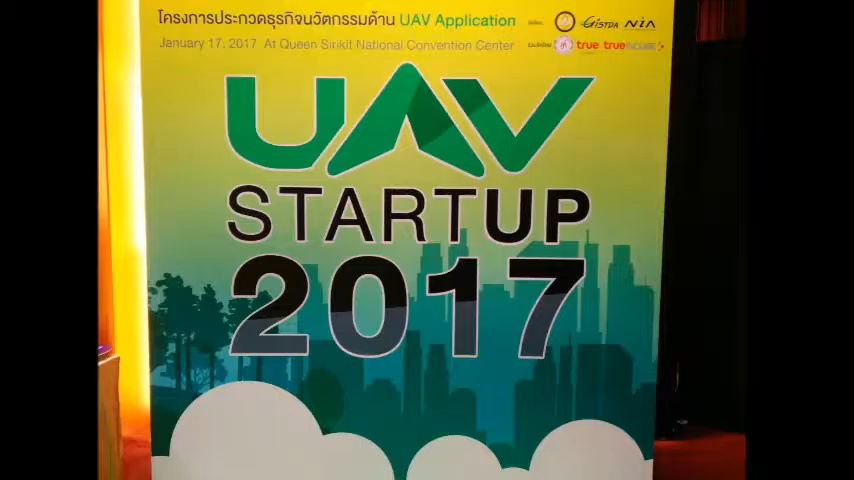 โครงการประกวดธุรกิจนวัตกรรมด้าน UAV Application
January 17, 2017 At Queen Sirikit National Convention Center
GISTDA NIA
true trueINCUBE
UAV
STARTUP
2017